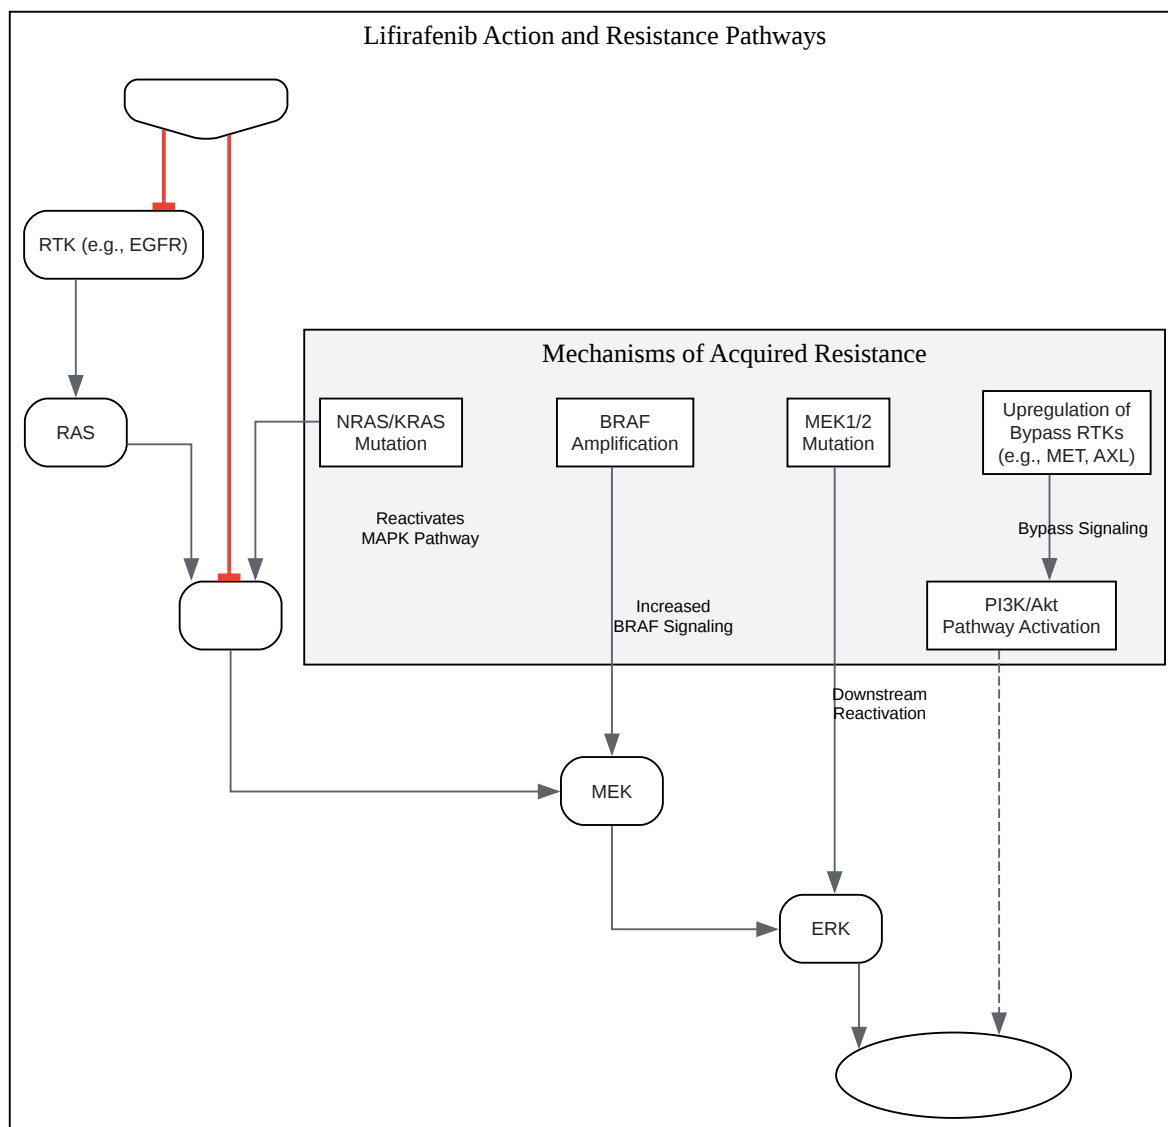 Lifirafenib Action and Resistance Pathways
RTK (e.g., EGFR)
Mechanisms of Acquired Resistance
RAS
NRAS/KRAS
Mutation
BRAF
Amplification
MEK1/2
Mutation
Upregulation of
Bypass RTKs
(e.g., MET, AXL)
Reactivates
MAPK Pathway
Bypass Signaling
Increased
BRAF Signaling
PI3K/Akt
Pathway Activation
Downstream
Reactivation
MEK
ERK